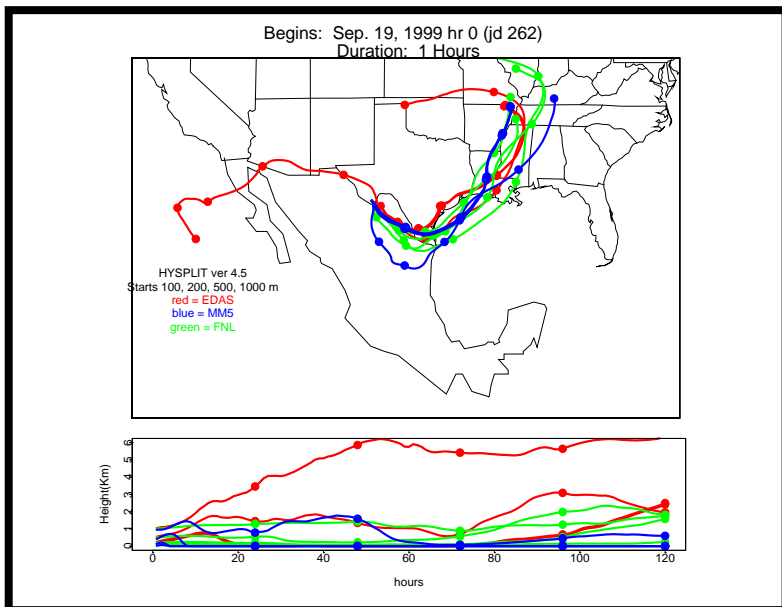 Begins: Sep. 19, 1999 hr 0 (jd 262)
Duration: 1 Hours
HYSPLIT ver 4.5
Starts 100, 200, 500, 1000 m
red = EDAS
blue = MM5
green = FNL
Height(Km)
6
5
4
3
2
1
0
0 20 40 60 80 100 120
hours